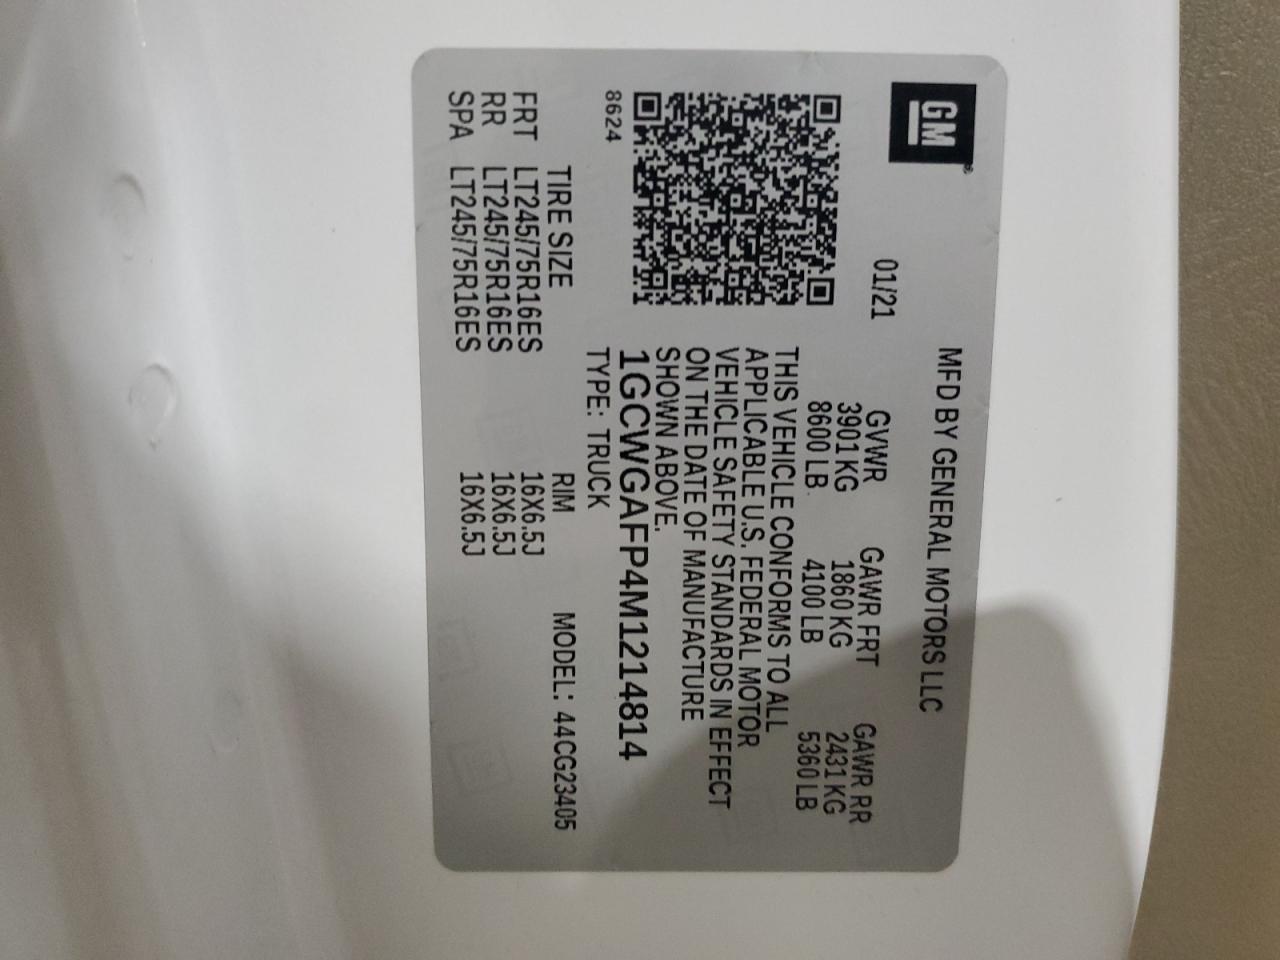 GM
MFD BY GENERAL MOTORS LLC
01/21
GVWR GAWR FRT GAWR RR
3901 KG 1860 KG 2431 KG
8600 LB 4100 LB 5360 LB
THIS VEHICLE CONFORMS TO ALL
APPLICABLE U.S. FEDERAL MOTOR
VEHICLE SAFETY STANDARDS IN EFFECT
ON THE DATE OF MANUFACTURE
SHOWN ABOVE.
8624 1GCWGAFP4M1214814
TYPE: TRUCK
TIRE SIZE RIM MODEL: 44CG23405
FRT LT245/75R16ES 16X6.5J
RR LT245/75R16ES 16X6.5J
SPA LT245/75R16ES 16X6.5J